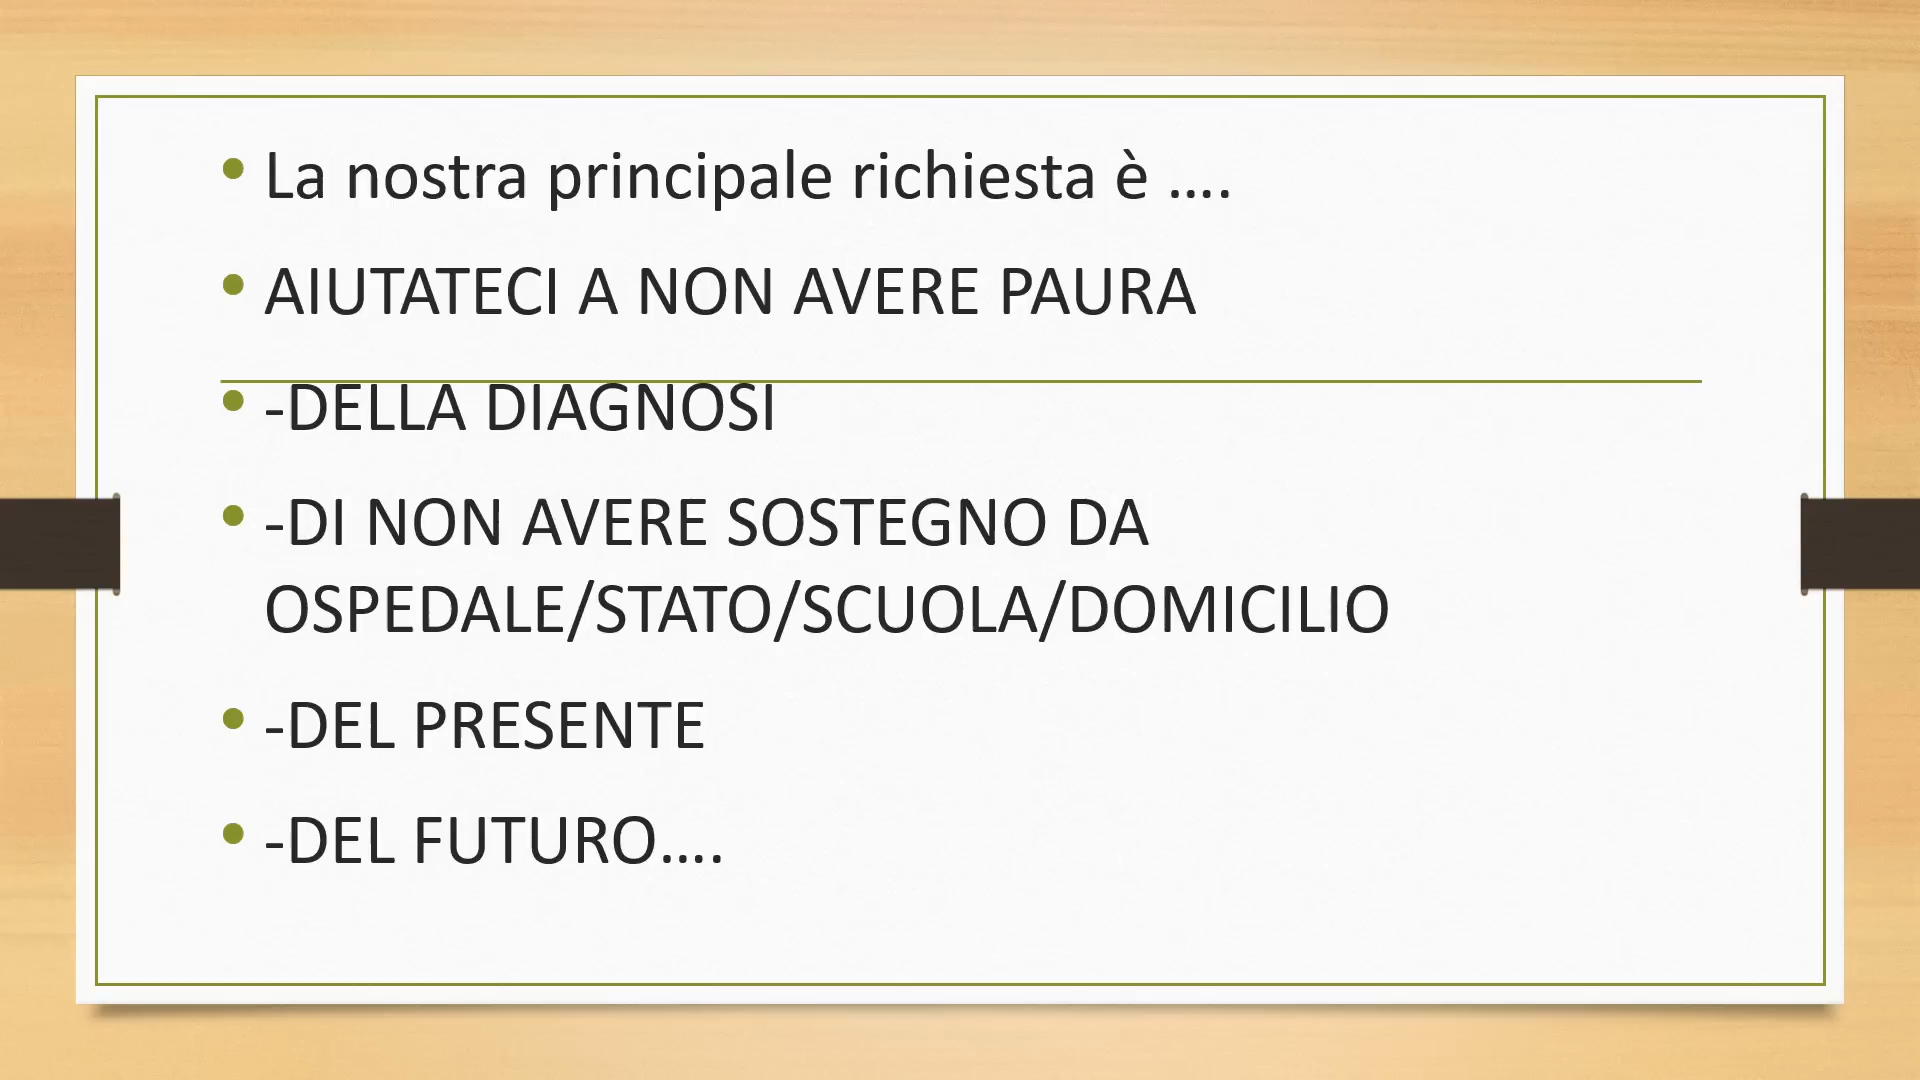 • La nostra principale richiesta è ….
• AIUTATECI A NON AVERE PAURA
• -DELLA DIAGNOSI
• -DI NON AVERE SOSTEGNO DA
OSPEDALE/STATO/SCUOLA/DOMICILIO
• -DEL PRESENTE
• -DEL FUTURO….